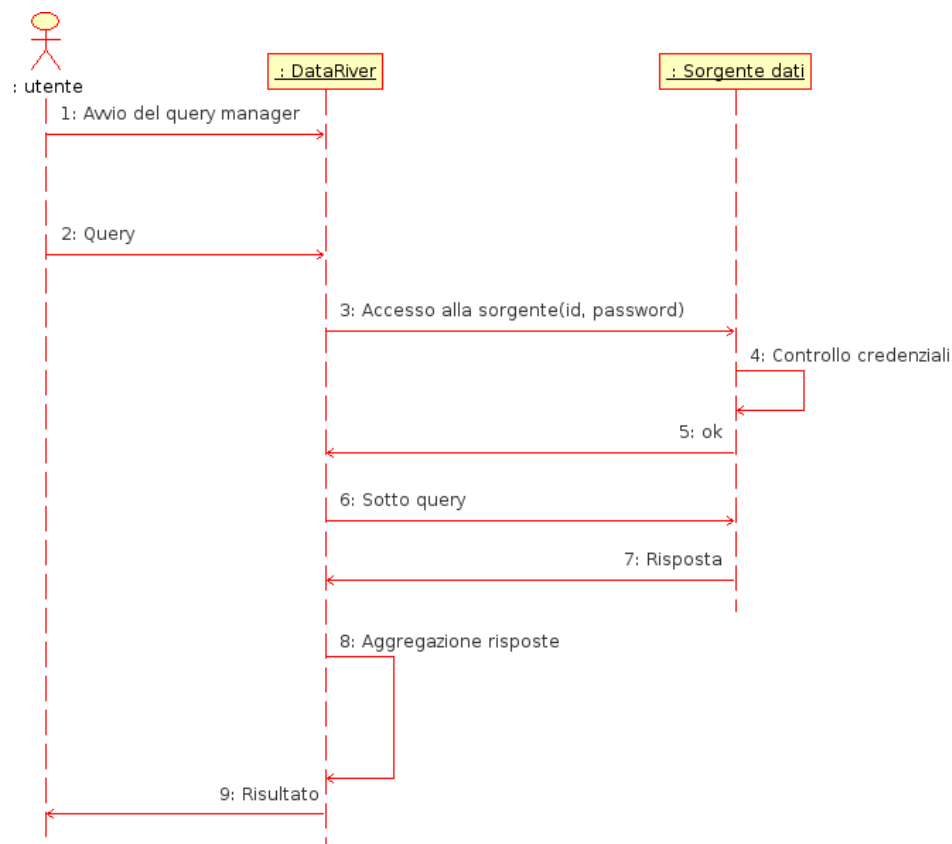 : utente
: DataRiver
: Sorgente dati
1: Avvio del query manager
2: Query
3: Accesso alla sorgente(id, password)
4: Controllo credenziali
5: ok
6: Sotto query
7: Risposta
8: Aggregazione risposte
9: Risultato